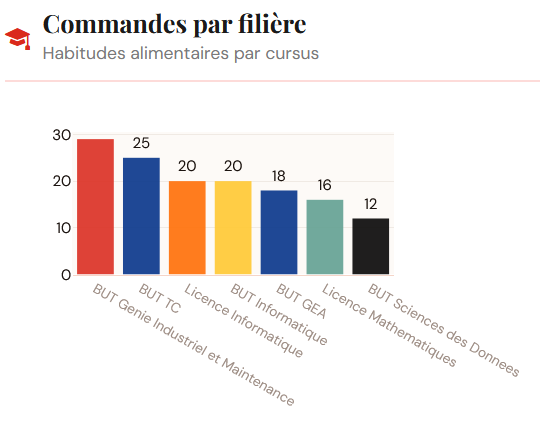 Commandes par filière
Habitudes alimentaires par cursus
30
20
10
0
25
20
20
18
16
12
BUT Genie Industriel et Maintenance
BUT TC
Licence Informatique
BUT Informatique
BUT GEA
Licence Mathematiques
BUT Sciences des Donnees